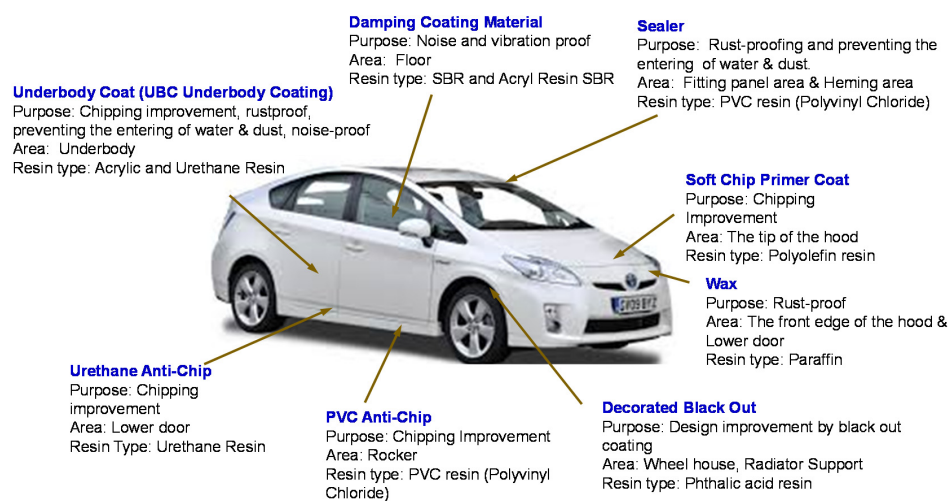 Damping Coating Material
Purpose: Noise and vibration proof
Area: Floor
Resin type: SBR and Acryl Resin SBR
Sealer
Purpose: Rust-proofing and preventing the
entering of water & dust.
Area: Fitting panel area & Heming area
Resin type: PVC resin (Polyvinyl Chloride)
Underbody Coat (UBC Underbody Coating)
Purpose: Chipping improvement, rustproof,
preventing the entering of water & dust, noise-proof
Area: Underbody
Resin type: Acrylic and Urethane Resin
Soft Chip Primer Coat
Purpose: Chipping
Improvement
Area: The tip of the hood
Resin type: Polyolefin resin
Wax
Purpose: Rust-proof
Area: The front edge of the hood &
Lower door
Resin type: Paraffin
Urethane Anti-Chip
Purpose: Chipping
improvement
Area: Lower door
Resin Type: Urethane Resin
PVC Anti-Chip
Purpose: Chipping Improvement
Area: Rocker
Resin type: PVC resin (Polyvinyl
Chloride)
Decorated Black Out
Purpose: Design improvement by black out
coating
Area: Wheel house, Radiator Support
Resin type: Phthalic acid resin